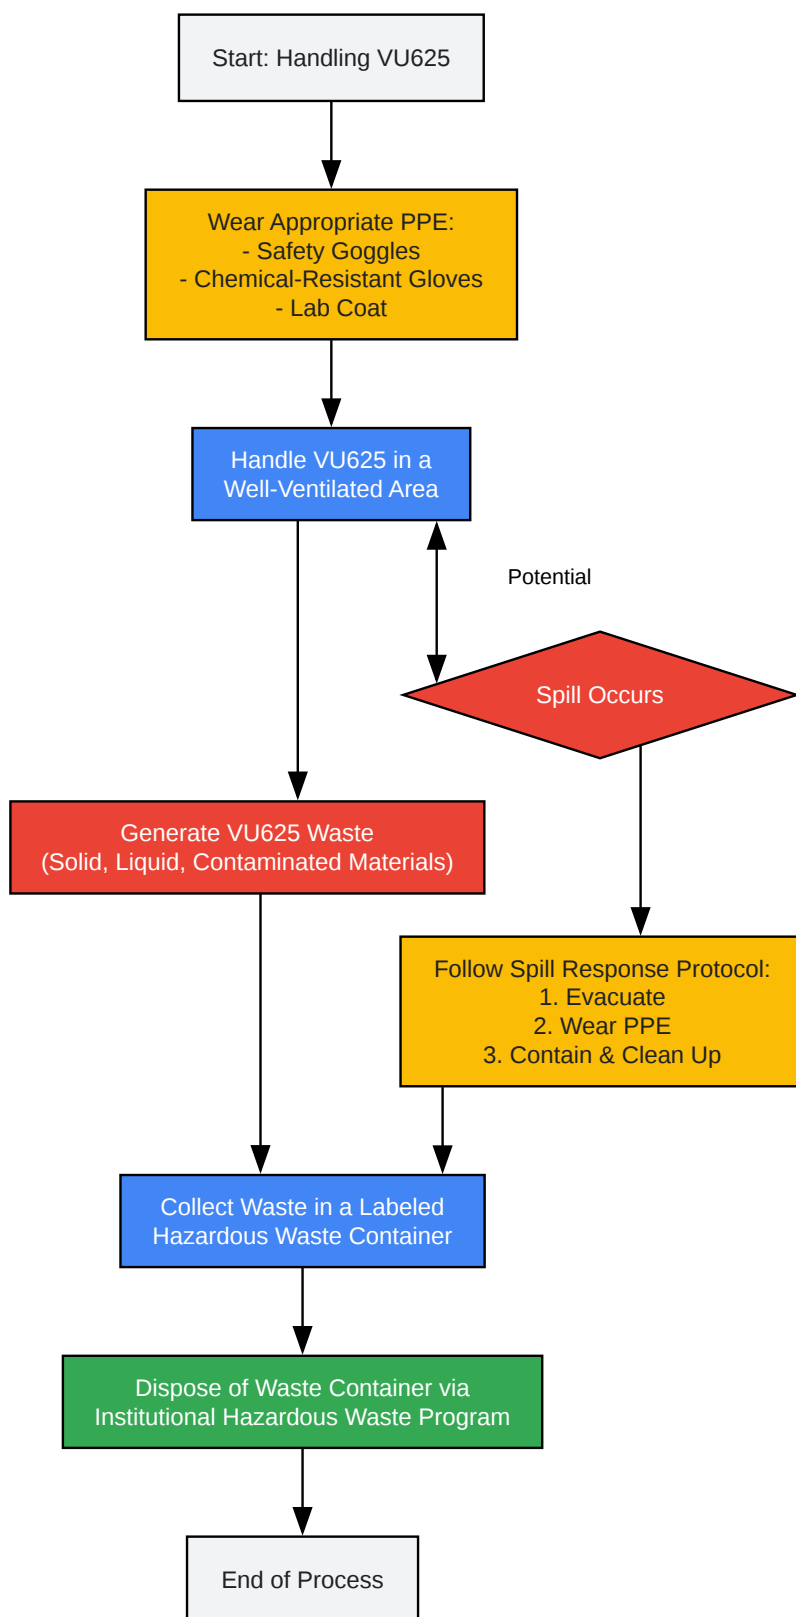 Start: Handling VU625
Wear Appropriate PPE:
- Safety Goggles
- Chemical-Resistant Gloves
- Lab Coat
Handle VU625 in a
Well-Ventilated Area
Potential
Spill Occurs
Generate VU625 Waste
(Solid, Liquid, Contaminated Materials)
Follow Spill Response Protocol:
1. Evacuate
2. Wear PPE
3. Contain & Clean Up
Collect Waste in a Labeled
Hazardous Waste Container
Dispose of Waste Container via
Institutional Hazardous Waste Program
End of Process